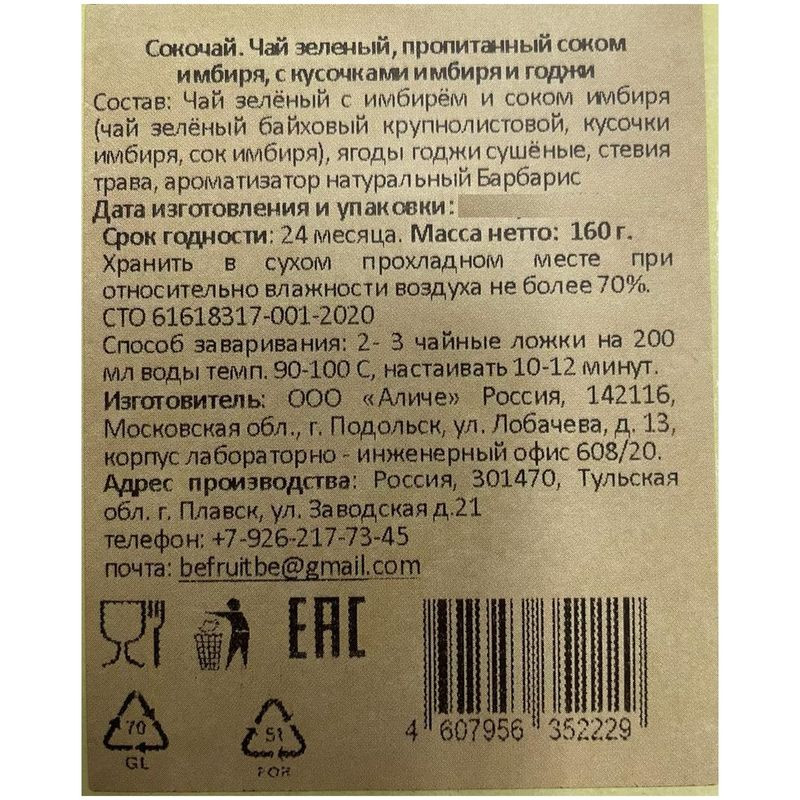 Сокочай. Чай зеленый, пропитанный соком
имбиря, с кусочками имбиря и годжи
Состав: Чай зелёный с имбирём и соком имбиря
(чай зелёный байховый крупнолистовой, кусочки
имбиря, сок имбиря), ягоды годжи сушёные, стевия
трава, ароматизатор натуральный Барбарис
Дата изготовления и упаковки:
Срок годности: 24 месяца. Масса нетто: 160 г.
Хранить в сухом прохладном месте при
относительно влажности воздуха не более 70%.
СТО 61618317-001-2020
Способ заваривания: 2- 3 чайные ложки на 200
мл воды темп. 90-100 С, настаивать 10-12 минут.
Изготовитель: ООО «Аличе» Россия, 142116,
Московская обл., г. Подольск, ул. Лобачева, д. 13,
корпус лабораторно - инженерный офис 608/20.
Адрес производства: Россия, 301470, Тульская
обл. г. Плавск, ул. Заводская д.21
телефон: +7-926-217-73-45
почта: befruitbe@gmail.com
EAC
4 607956 352229
70
GL
51
FOR